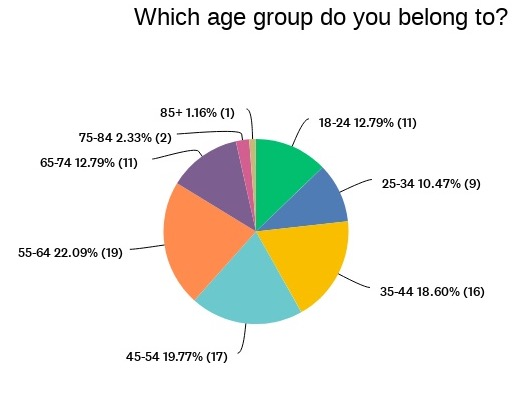 Which age group do you belong to?
85+ 1.16% (1)
18-24 12.79% (11)
75-84 2.33% (2)
65-74 12.79% (11)
25-34 10.47% (9)
55-64 22.09% (19)
35-44 18.60% (16)
45-54 19.77% (17)